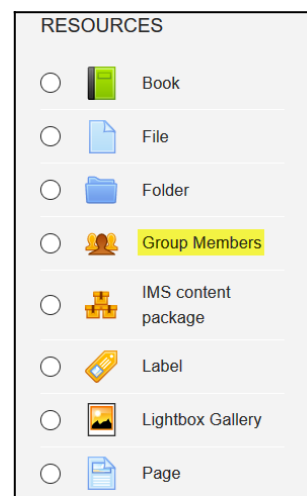 RESOURCES
Book
File
Folder
Group Members
IMS content
package
Label
Lightbox Gallery
Page